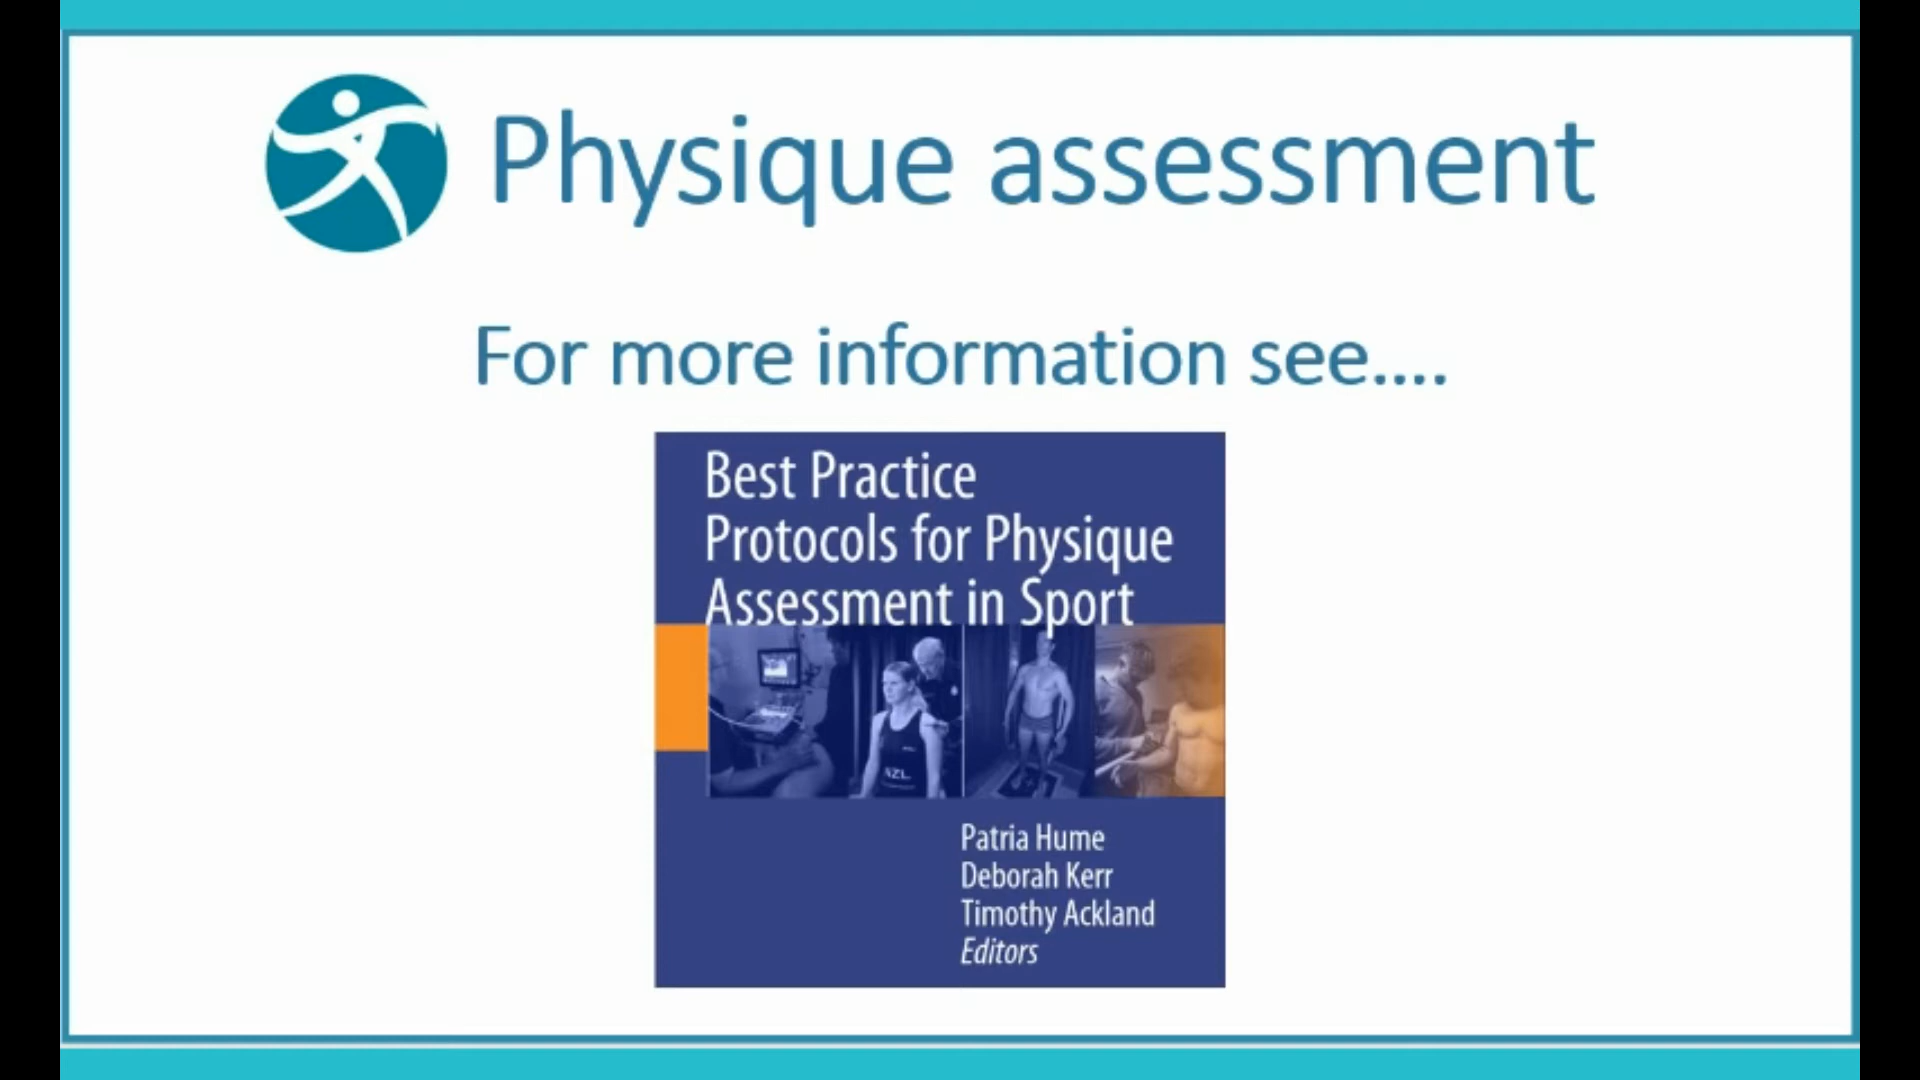 Physique assessment
For more information see....
Best Practice
Protocols for Physique
Assessment in Sport
NZL
Patria Hume
Deborah Kerr
Timothy Ackland
Editors